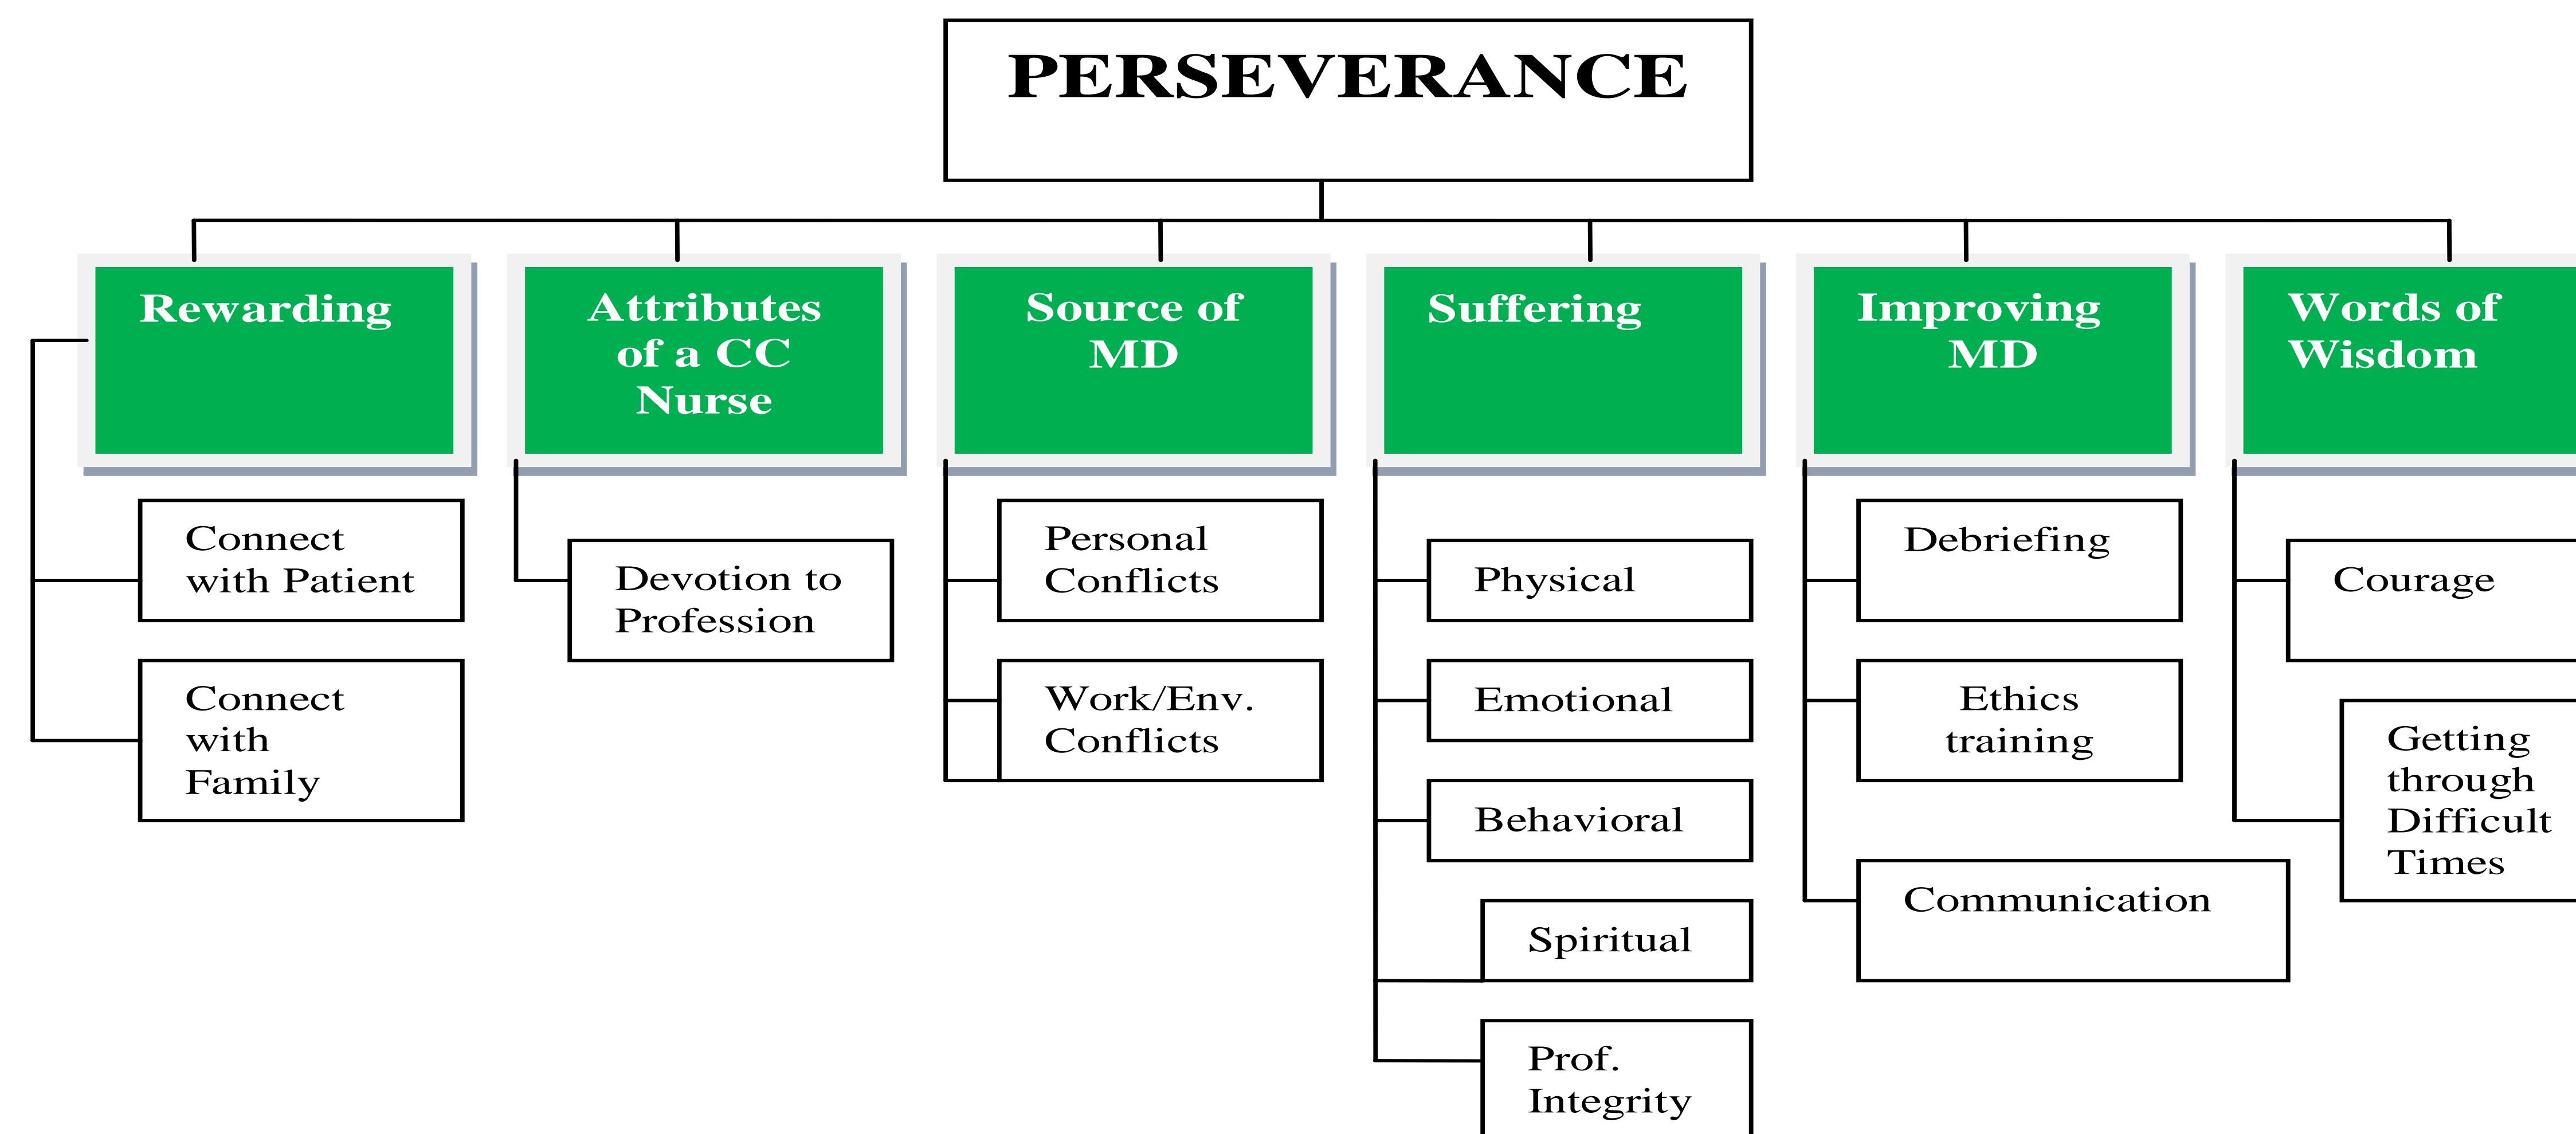 PERSEVERANCE
Rewarding
Attributes
of a CC
Nurse
Source of
MD
Suffering
Improving
MD
Words of
Wisdom
Connect
with Patient
Connect
with
Family
Devotion to
Profession
Personal
Conflicts
Work/Env.
Conflicts
Physical
Emotional
Behavioral
Spiritual
Prof.
Integrity
Debriefing
Ethics
training
Communication
Courage
Getting
through
Difficult
Times